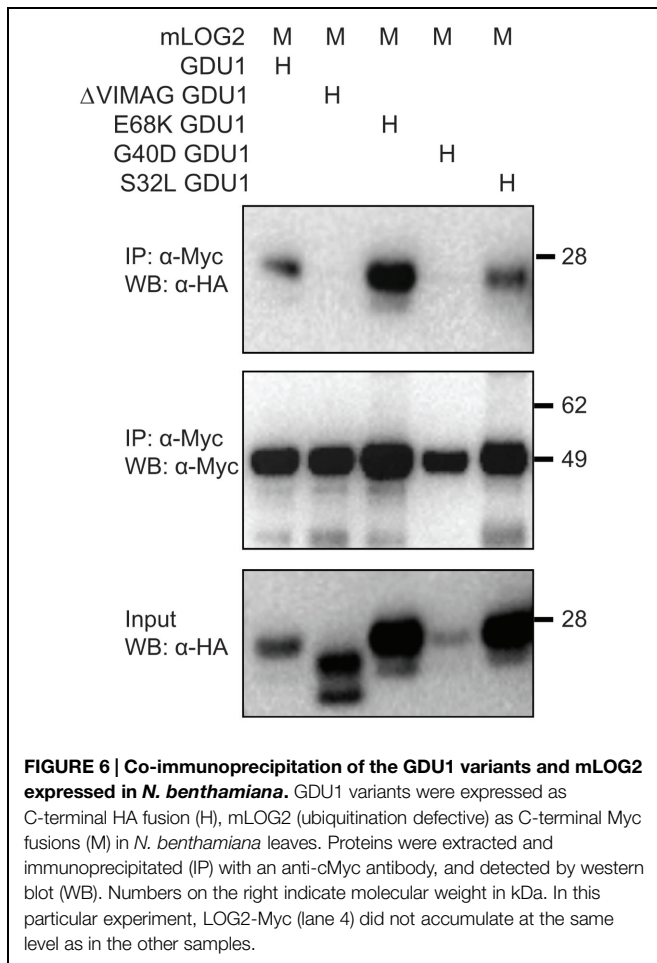 mLOG2 M M M M M
GDU1 H
ΔVIMAG GDU1 H
E68K GDU1 H
G40D GDU1 H
S32L GDU1 H
IP: α-Myc
WB: α-HA
28
IP: α-Myc
WB: α-Myc
62
49
Input
WB: α-HA
28
FIGURE 6 | Co-immunoprecipitation of the GDU1 variants and mLOG2
expressed in N. benthamiana. GDU1 variants were expressed as
C-terminal HA fusion (H), mLOG2 (ubiquitination defective) as C-terminal Myc
fusions (M) in N. benthamiana leaves. Proteins were extracted and
immunoprecipitated (IP) with an anti-cMyc antibody, and detected by western
blot (WB). Numbers on the right indicate molecular weight in kDa. In this
particular experiment, LOG2-Myc (lane 4) did not accumulate at the same
level as in the other samples.